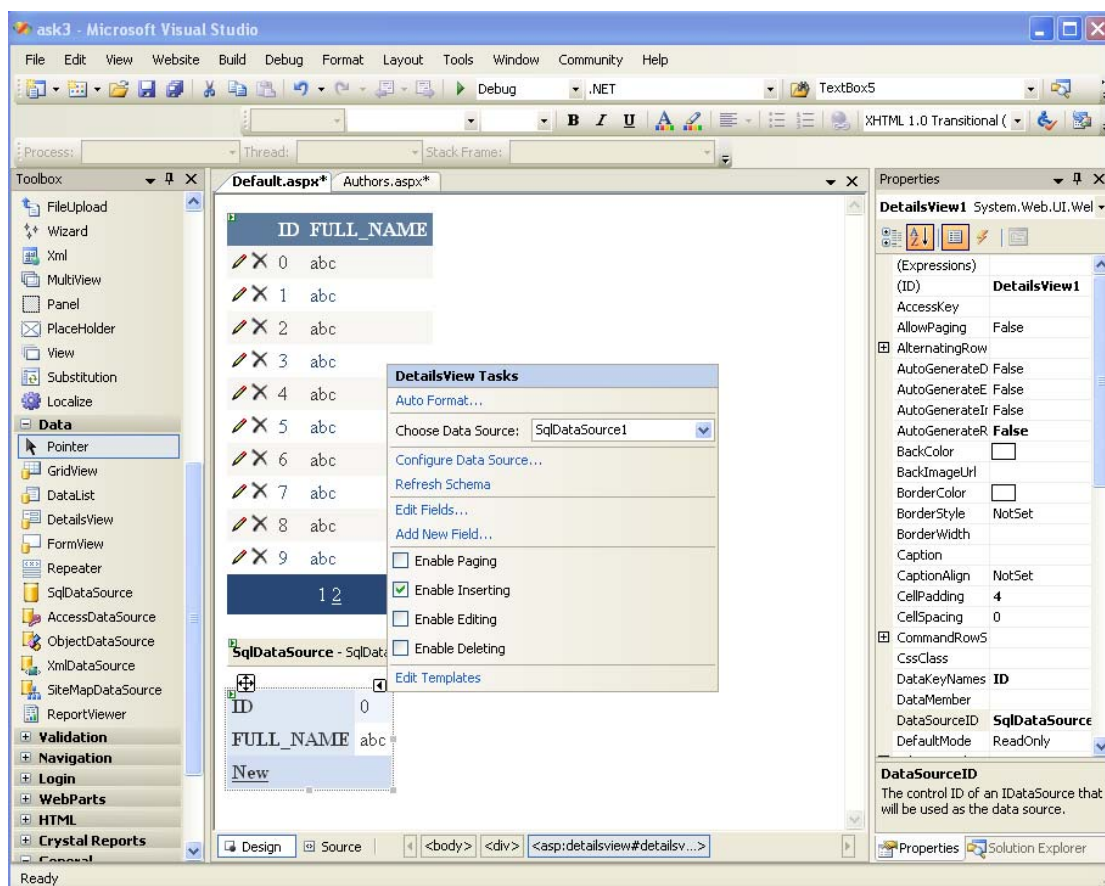 ask3 - Microsoft Visual Studio
File Edit View Website Build Debug Format Layout Tools Window Community Help
Debug .NET TextBox5
B I U A XHTML 1.0 Transitional (
Process: Thread: Stack Frame:
Toolbox
FileUpload
Wizard
Xml
MultiView
Panel
PlaceHolder
View
Substitution
Localize
Data
Pointer
GridView
DataList
DetailsView
FormView
Repeater
SqlDataSource
AccessDataSource
ObjectDataSource
XmlDataSource
SiteMapDataSource
ReportViewer
Validation
Navigation
Login
WebParts
HTML
Crystal Reports
General
Default.aspx* Authors.aspx*
ID FULL_NAME
0 abc
1 abc
2 abc
3 abc
4 abc
5 abc
6 abc
7 abc
8 abc
9 abc
1 2
SqlDataSource - SqlData
ID 0
FULL_NAME abc
New
DetailsView Tasks
Auto Format...
Choose Data Source: SqlDataSource1
Configure Data Source...
Refresh Schema
Edit Fields...
Add New Field...
Enable Paging
Enable Inserting
Enable Editing
Enable Deleting
Edit Templates
Design Source <body> <div> <asp:detailsview#detailsv...>
Properties
DetailsView1 System.Web.UI.Wel
(Expressions)
(ID) DetailsView1
AccessKey
AllowPaging False
AlternatingRow
AutoGenerateD False
AutoGenerateE False
AutoGenerateIr False
AutoGenerateR False
BackColor
BackImageUrl
BorderColor
BorderStyle NotSet
BorderWidth
Caption
CaptionAlign NotSet
CellPadding 4
CellSpacing 0
CommandRowS
CssClass
DataKeyNames ID
DataMember
DataSourceID SqlDataSource
DefaultMode ReadOnly
DataSourceID
The control ID of an IDataSource that
will be used as the data source.
Properties Solution Explorer
Ready